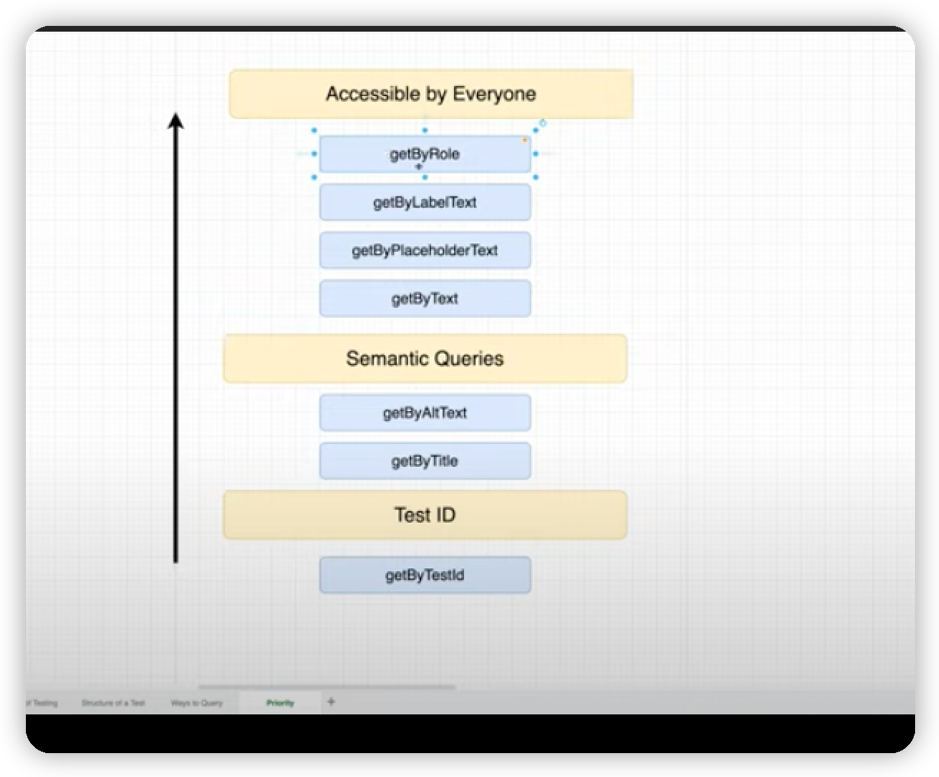 Accessible by Everyone
getByRole
getByLabelText
getByPlaceholderText
getByText
Semantic Queries
getByAltText
getByTitle
Test ID
getByTestId
of Testing
Structure of a Test
Ways to Query
Priority
+